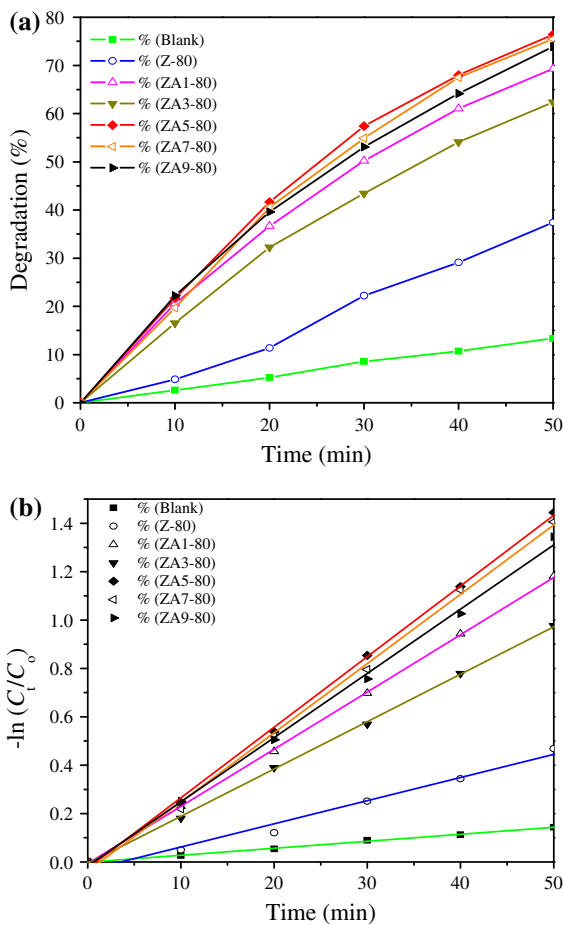 (a)
80
70
60
50
40
30
20
10
0
Degradation (%)
% (Blank)
% (Z-80)
% (ZA1-80)
% (ZA3-80)
% (ZA5-80)
% (ZA7-80)
% (ZA9-80)
0 10 20 30 40 50
Time (min)
(b)
1.4
1.2
1.0
0.8
0.6
0.4
0.2
0.0
-ln (Ct/Co)
% (Blank)
% (Z-80)
% (ZA1-80)
% (ZA3-80)
% (ZA5-80)
% (ZA7-80)
% (ZA9-80)
0 10 20 30 40 50
Time (min)